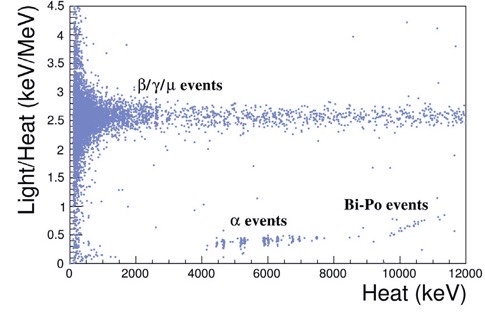 Light/Heat (keV/MeV)
4.5
4
3.5
3
2.5
2
1.5
1
0.5
0
β/γ/μ events
α events
Bi-Po events
0 2000 4000 6000 8000 10000 12000
Heat (keV)